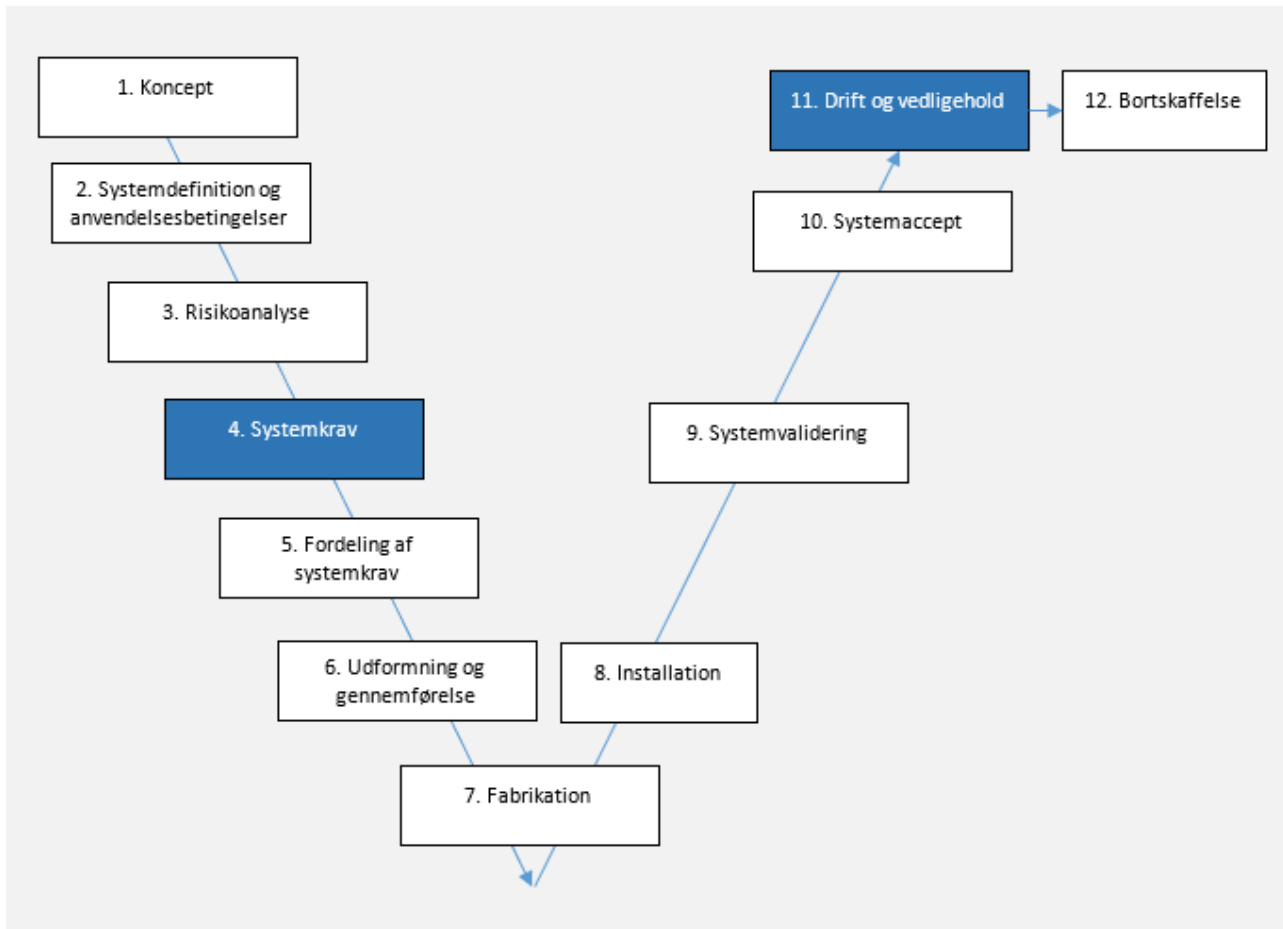 1. Koncept
2. Systemdefinition og
anvendelsesbetingelser
3. Risikoanalyse
4. Systemkrav
5. Fordeling af
systemkrav
6. Udformning og
gennemførelse
7. Fabrikation
8. Installation
9. Systemvalidering
10. Systemaccept
11. Drift og vedligehold
12. Bortskaffelse